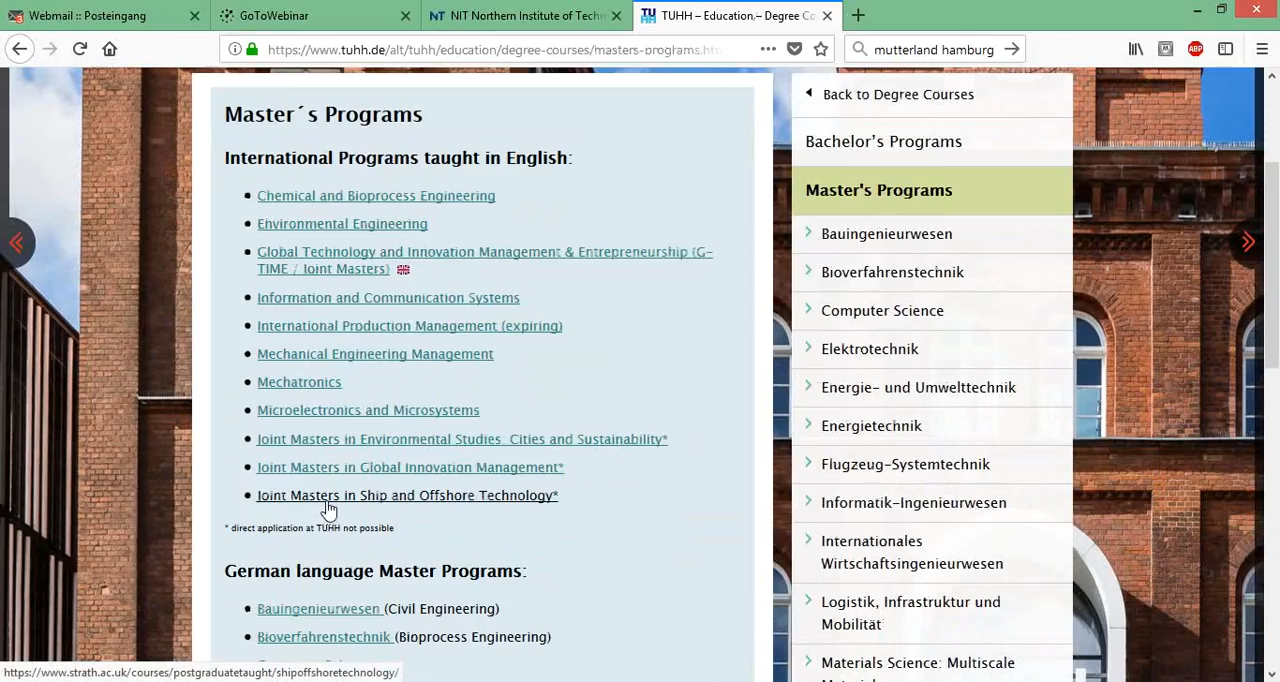 Webmail :: Posteingang
GoToWebinar
NIT Northern Institute of Techn
TUHH – Education,– Degree Co
https://www.tuhh.de/alt/tuhh/education/degree-courses/masters-programs.htm
mutterland hamburg
ABP
Master´s Programs
International Programs taught in English:
Chemical and Bioprocess Engineering
Environmental Engineering
Global Technology and Innovation Management & Entrepreneurship (G-
TIME / Joint Masters)
Information and Communication Systems
International Production Management (expiring)
Mechanical Engineering Management
Mechatronics
Microelectronics and Microsystems
Joint Masters in Environmental Studies  Cities and Sustainability*
Joint Masters in Global Innovation Management*
Joint Masters in Ship and Offshore Technology*
* direct application at TUHH not possible
German language Master Programs:
Bauingenieurwesen (Civil Engineering)
Bioverfahrenstechnik (Bioprocess Engineering)
Back to Degree Courses
Bachelor’s Programs
Master's Programs
Bauingenieurwesen
Bioverfahrenstechnik
Computer Science
Elektrotechnik
Energie- und Umwelttechnik
Energietechnik
Flugzeug-Systemtechnik
Informatik-Ingenieurwesen
Internationales
Wirtschaftsingenieurwesen
Logistik, Infrastruktur und
Mobilität
Materials Science: Multiscale
https://www.strath.ac.uk/courses/postgraduatetaught/shipoffshoretechnology/